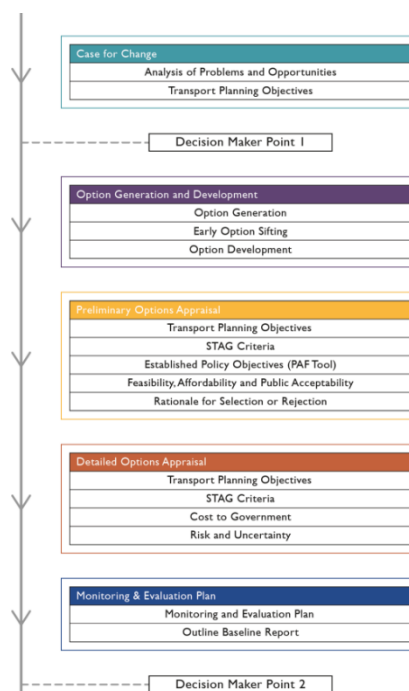 Case for Change
Analysis of Problems and Opportunities
Transport Planning Objectives
Decision Maker Point 1
Option Generation and Development
Option Generation
Early Option Sifting
Option Development
Preliminary Options Appraisal
Transport Planning Objectives
STAG Criteria
Established Policy Objectives (PAF Tool)
Feasibility, Affordability and Public Acceptability
Rationale for Selection or Rejection
Detailed Options Appraisal
Transport Planning Objectives
STAG Criteria
Cost to Government
Risk and Uncertainty
Monitoring & Evaluation Plan
Monitoring and Evaluation Plan
Outline Baseline Report
Decision Maker Point 2